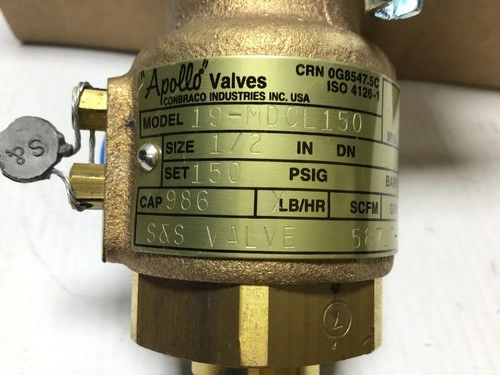 "Apollo" Valves
CRN 0G8547.5C
CONBRACO INDUSTRIES INC. USA
ISO 4126-1
MODEL 19-MDCL150
SIZE 1/2 IN DN
SET 150 PSIG
CAP 986 X LB/HR SCFM
S&S VALVE
S&